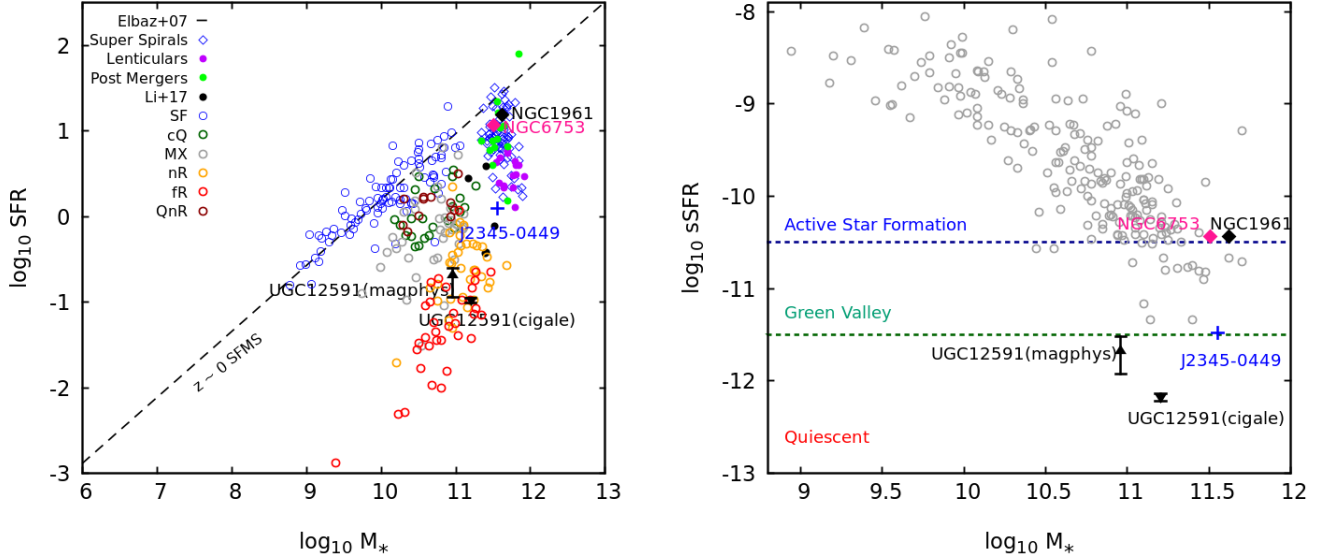 Elbaz+07
Super Spirals
Lenticulars
Post Mergers
Li+17
SF
cQ
MX
nR
fR
QnR
NGC1961
NGC6753
J2345-0449
UGC12591(magphys)
UGC12591(cigale)
z ~ 0 SFMS
2
1
0
-1
-2
-3
6 7 8 9 10 11 12 13
log10 SFR
log10 M*
-8
-9
-10
-11
-12
-13
9 9.5 10 10.5 11 11.5 12
log10 sSFR
log10 M*
Active Star Formation
NGC6753
NGC1961
Green Valley
UGC12591(magphys)
J2345-0449
UGC12591(cigale)
Quiescent